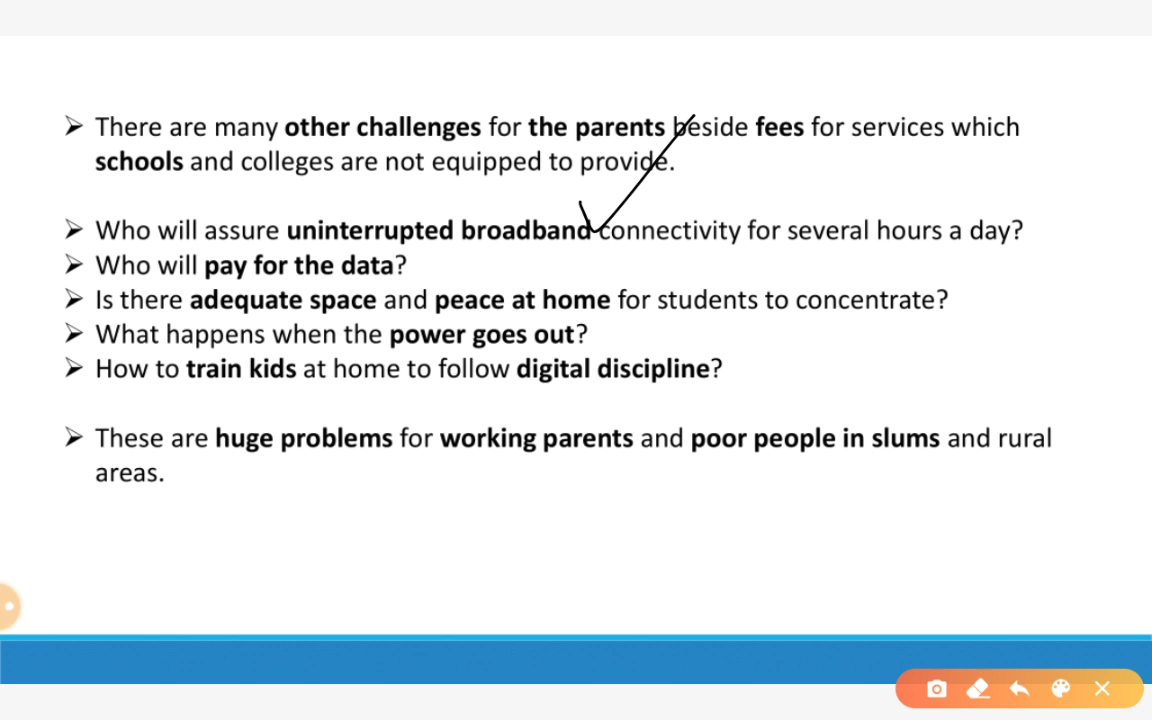 ➢ There are many other challenges for the parents beside fees for services which
schools and colleges are not equipped to provide.
➢ Who will assure uninterrupted broadband connectivity for several hours a day?
➢ Who will pay for the data?
➢ Is there adequate space and peace at home for students to concentrate?
➢ What happens when the power goes out?
➢ How to train kids at home to follow digital discipline?
➢ These are huge problems for working parents and poor people in slums and rural
areas.